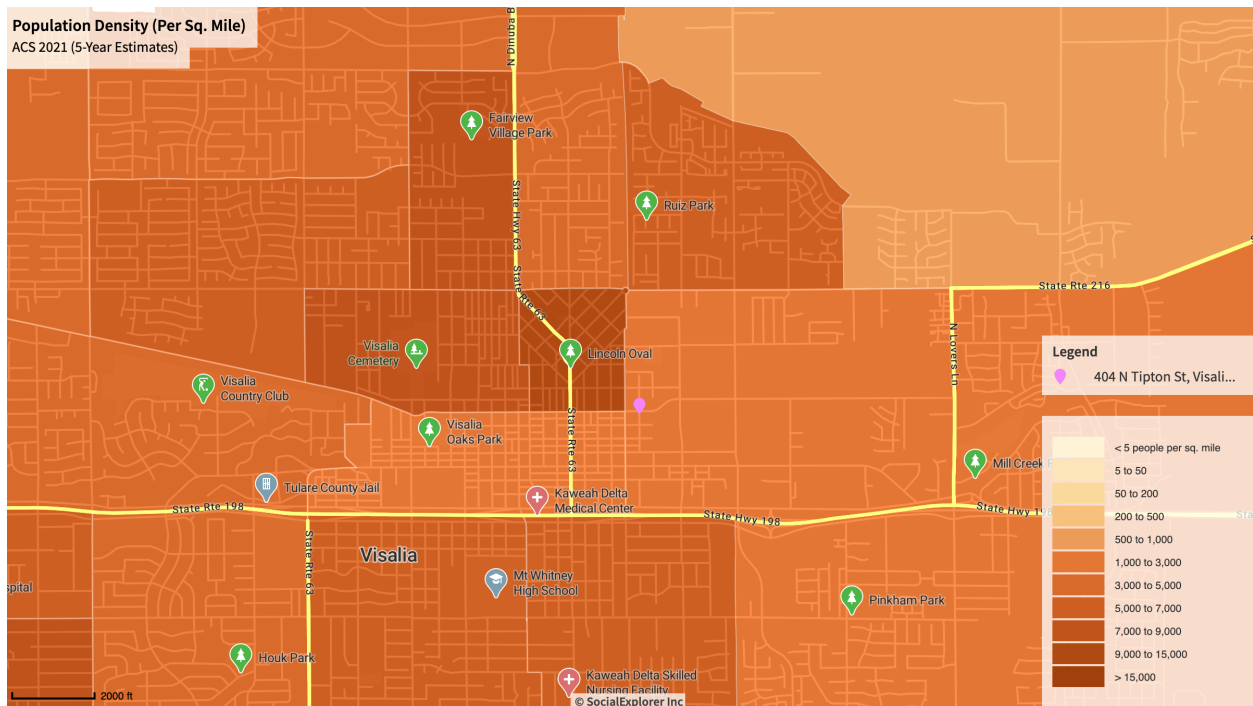 Population Density (Per Sq. Mile)
ACS 2021 (5-Year Estimates)
N Dinuba B
Fairview
Village Park
State Hwy 63
Ruiz Park
State Rte 63
State Rte 216
Visalia
Cemetery
Lincoln Oval
N Lovers Ln
Legend
404 N Tipton St, Visali...
Visalia
Country Club
Visalia
Oaks Park
State Rte 63
< 5 people per sq. mile
5 to 50
50 to 200
200 to 500
500 to 1,000
1,000 to 3,000
3,000 to 5,000
5,000 to 7,000
7,000 to 9,000
9,000 to 15,000
> 15,000
Mill Creek
Tulare County Jail
Kaweah Delta
Medical Center
State Rte 198
State Hwy 198
State Hwy 198
Sta
Visalia
State Rte 63
Mt Whitney
High School
spital
Pinkham Park
Houk Park
Kaweah Delta Skilled
Nursing Facility
2000 ft
© SocialExplorer Inc